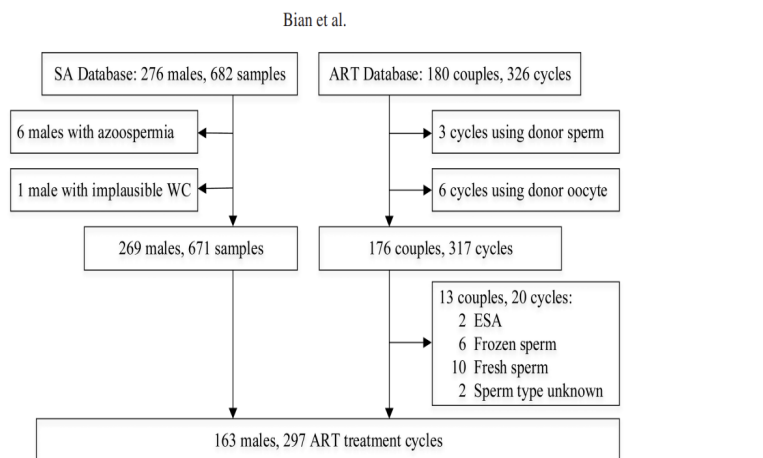 Bian et al.
SA Database: 276 males, 682 samples
ART Database: 180 couples, 326 cycles
6 males with azoospermia
3 cycles using donor sperm
1 male with implausible WC
6 cycles using donor oocyte
269 males, 671 samples
176 couples, 317 cycles
13 couples, 20 cycles:
2 ESA
6 Frozen sperm
10 Fresh sperm
2 Sperm type unknown
163 males, 297 ART treatment cycles